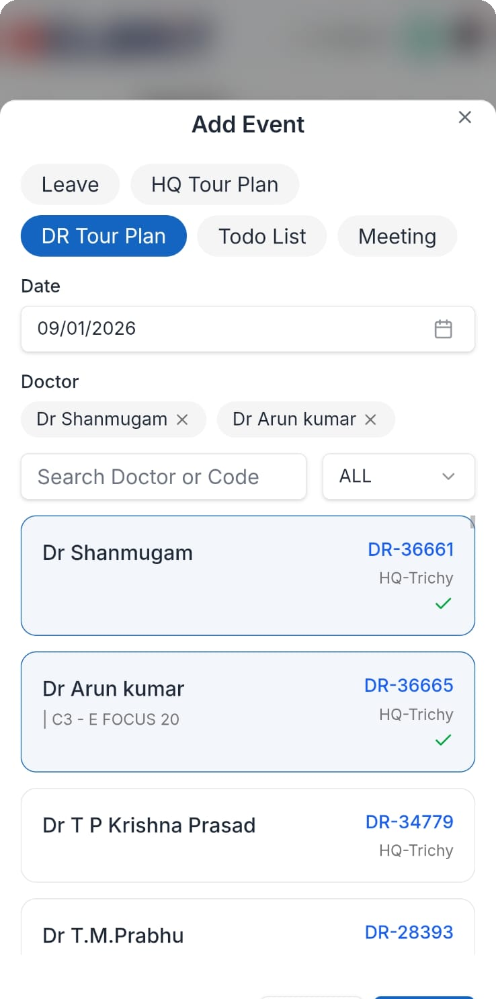 Add Event
Leave
HQ Tour Plan
DR Tour Plan
Todo List
Meeting
Date
09/01/2026
Doctor
Dr Shanmugam
Dr Arun kumar
Search Doctor or Code
ALL
Dr Shanmugam
DR-36661
HQ-Trichy
Dr Arun kumar
DR-36665
| C3 - E FOCUS 20
HQ-Trichy
Dr T P Krishna Prasad
DR-34779
HQ-Trichy
Dr T.M.Prabhu
DR-28393